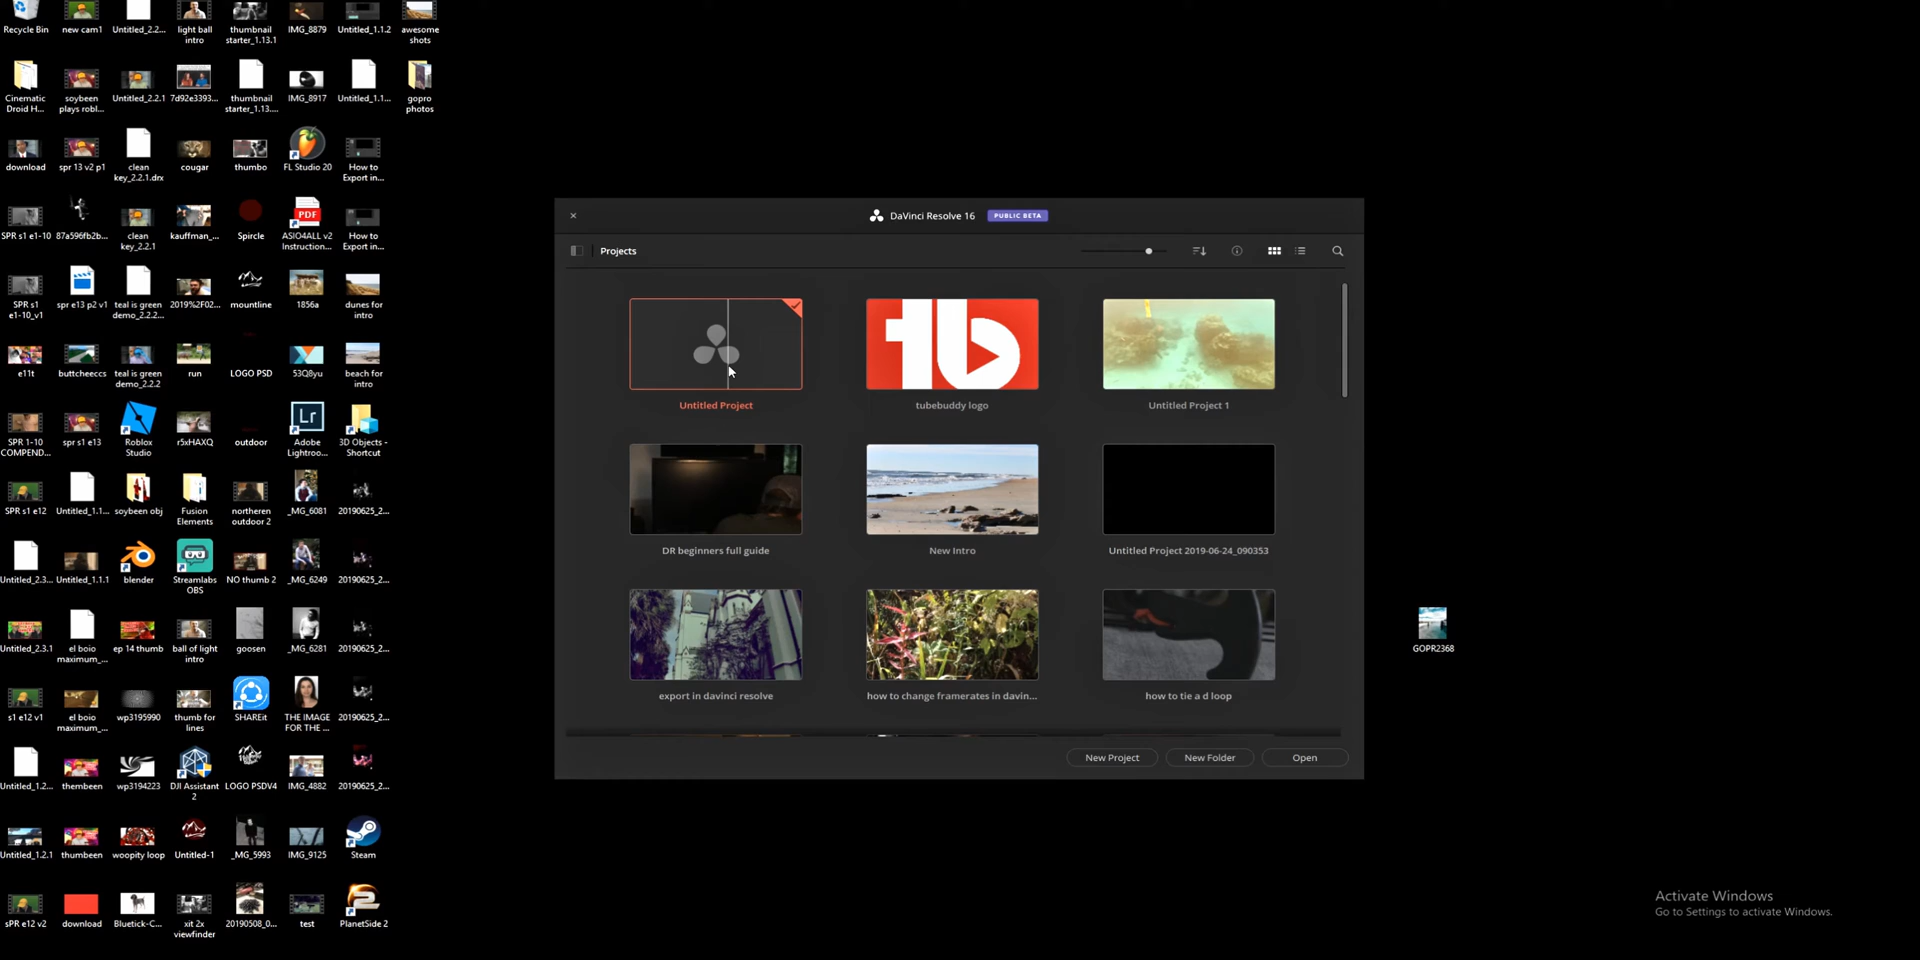 Recycle Bin
new cam1
Untitled_2.2...
light ball
intro
thumbnail
starter_1.13.1
IMG_8879
Untitled_1.1.2
awesome
shots
Cinematic
Droid H...
soybeen
plays robl...
Untitled_2.2.1
7d92e3393...
thumbnail
starter_1.13....
IMG_8917
Untitled_1.1...
gopro
photos
download
spr 13 v2 p1
clean
key_2.2.1.drx
cougar
thumbo
FL Studio 20
How to
Export in...
SPR s1 e1-10
87a596fb2b...
clean
key_2.2.1
kauffman_...
Spircle
PDF
ASIO4ALL v2
Instruction...
How to
Export in...
SPR s1
e1-10_v1
spr e13 p2 v1
teal is green
demo_2.2.2...
2019%2F02...
mountline
1856a
dunes for
intro
e11t
buttcheeccs
teal is green
demo_2.2.2
run
LOGO PSD
53Q8yu
beach for
intro
SPR 1-10
COMPEND...
spr s1 e13
Roblox
Studio
r5xHAXQ
outdoor
Lr
Adobe
Lightroo...
3D Objects -
Shortcut
SPR s1 e12
Untitled_1.1...
soybeen obj
Fusion
Elements
northeren
outdoor 2
_MG_6081
20190625_2...
Untitled_2.3...
Untitled_1.1.1
blender
Streamlabs
OBS
NO thumb 2
_MG_6249
20190625_2...
Untitled_2.3.1
el boio
maximum_...
ep 14 thumb
ball of light
intro
goosen
_MG_6281
20190625_2...
s1 e12 v1
el boio
maximum_...
wp3195990
thumb for
lines
SHAREit
THE IMAGE
FOR THE ...
20190625_2...
Untitled_1.2...
thembeen
wp3194223
DJI Assistant
2
LOGO PSDV4
IMG_4882
20190625_2...
Untitled_1.2.1
thumbeen
woopity loop
Untitled-1
_MG_5993
IMG_9125
Steam
sPR e12 v2
download
Bluetick-C...
xit 2x
viewfinder
20190508_0...
test
PlanetSide 2
DaVinci Resolve 16
PUBLIC BETA
Projects
Untitled Project
tubebuddy logo
Untitled Project 1
DR beginners full guide
New Intro
Untitled Project 2019-06-24_090353
export in davinci resolve
how to change framerates in davin...
how to tie a d loop
New Project
New Folder
Open
GOPR2368
Activate Windows
Go to Settings to activate Windows.